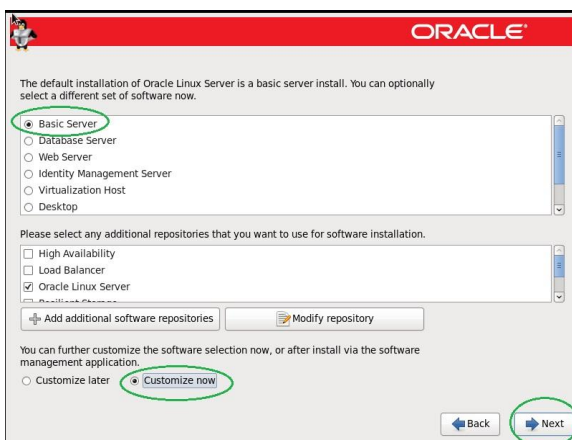 ORACLE
The default installation of Oracle Linux Server is a basic server install. You can optionally
select a different set of software now.
Basic Server
Database Server
Web Server
Identity Management Server
Virtualization Host
Desktop
Please select any additional repositories that you want to use for software installation.
High Availability
Load Balancer
Oracle Linux Server
Resilient Storage
Add additional software repositories
Modify repository
You can further customize the software selection now, or after install via the software
management application.
Customize later
Customize now
Back
Next